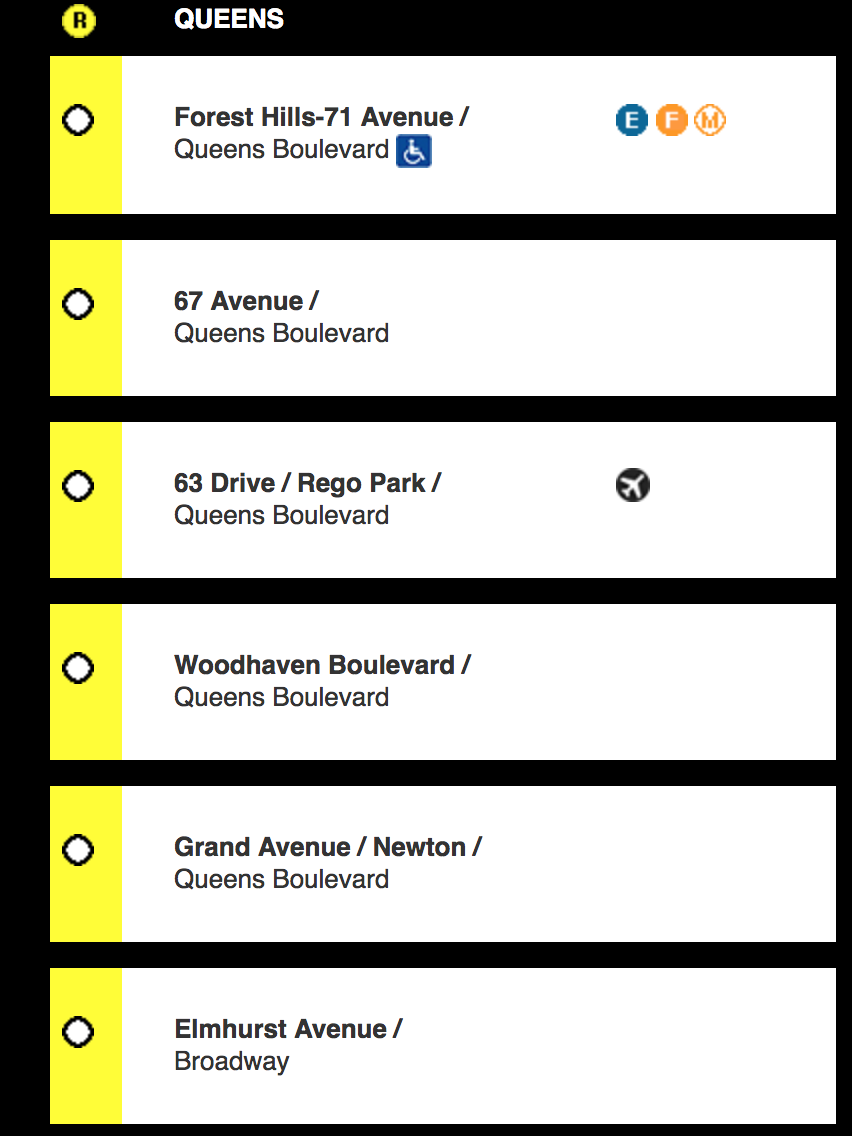 R QUEENS
Forest Hills-71 Avenue / E F M
Queens Boulevard
67 Avenue /
Queens Boulevard
63 Drive / Rego Park /
Queens Boulevard
Woodhaven Boulevard /
Queens Boulevard
Grand Avenue / Newton /
Queens Boulevard
Elmhurst Avenue /
Broadway